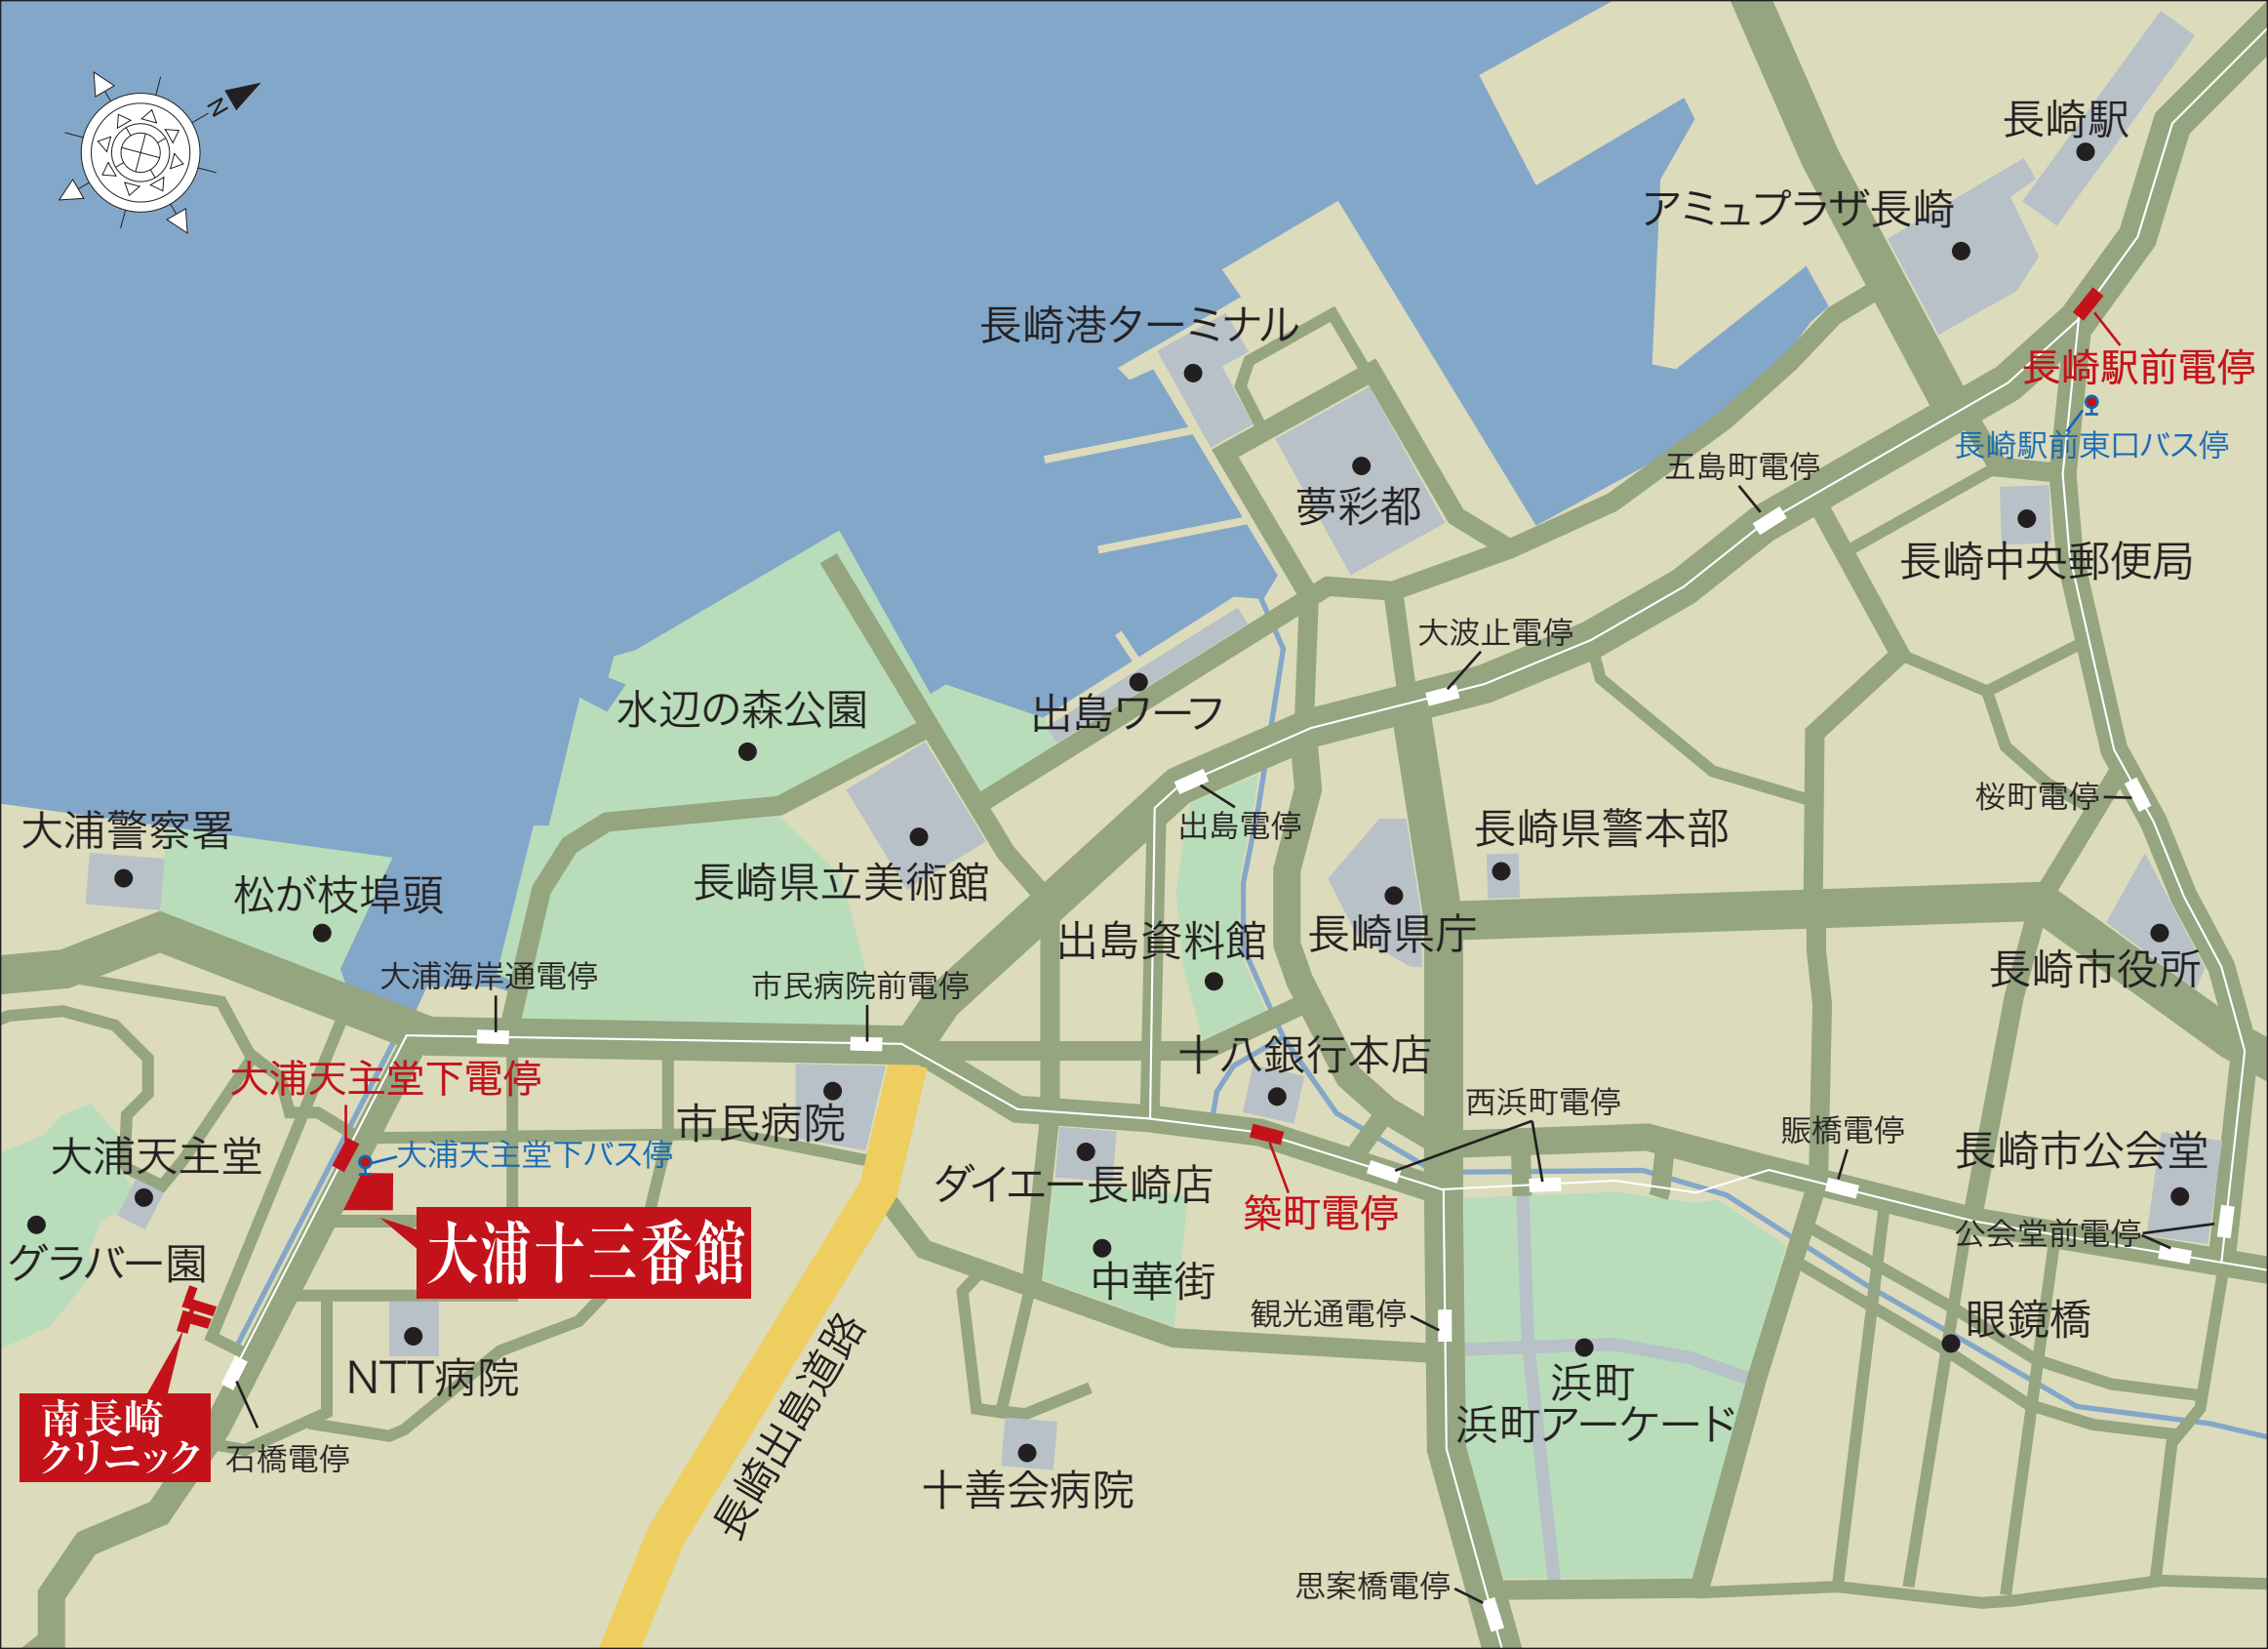 N
長崎駅
アミュプラザ長崎
長崎港ターミナル
長崎駅前電停
長崎駅前東口バス停
五島町電停
夢彩都
長崎中央郵便局
大波止電停
水辺の森公園
出島ワーフ
桜町電停
大浦警察署
出島電停
長崎県警本部
松が枝埠頭
長崎県立美術館
出島資料館
長崎県庁
長崎市役所
大浦海岸通電停
市民病院前電停
大浦天主堂下電停
十八銀行本店
西浜町電停
賑橋電停
市民病院
大浦天主堂
大浦天主堂下バス停
長崎市公会堂
ダイエー長崎店
築町電停
公会堂前電停
大浦十三番館
グラバー園
中華街
観光通電停
眼鏡橋
NTT病院
長崎出島道路
浜町
浜町アーケード
南長崎
クリニック
石橋電停
十善会病院
思案橋電停